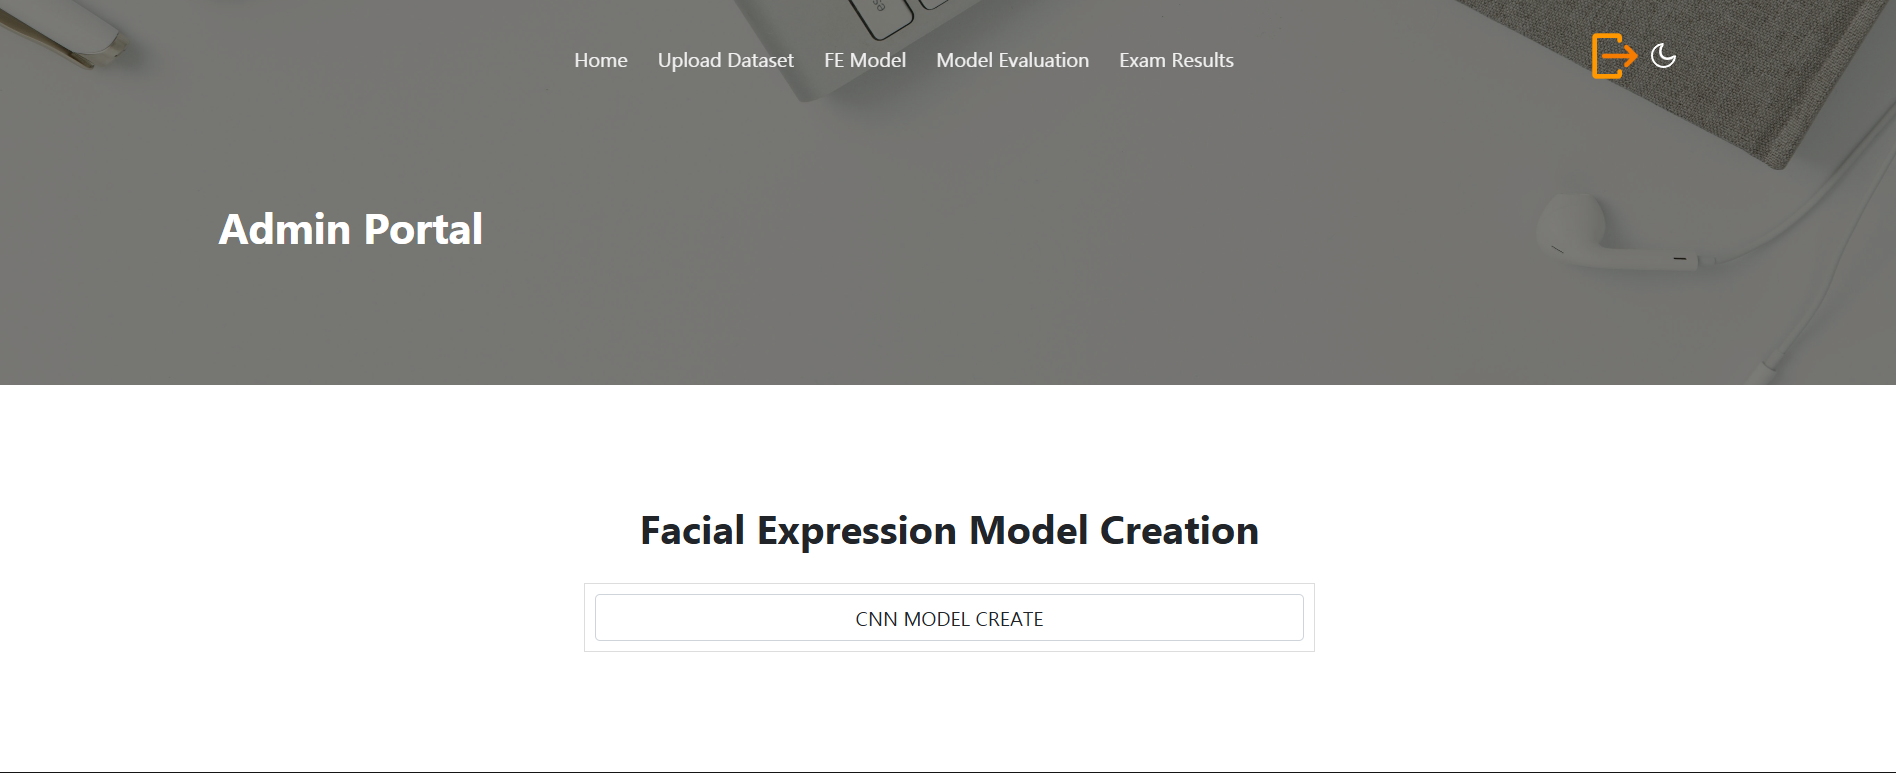 Home Upload Dataset FE Model Model Evaluation Exam Results
Admin Portal
Facial Expression Model Creation
CNN MODEL CREATE